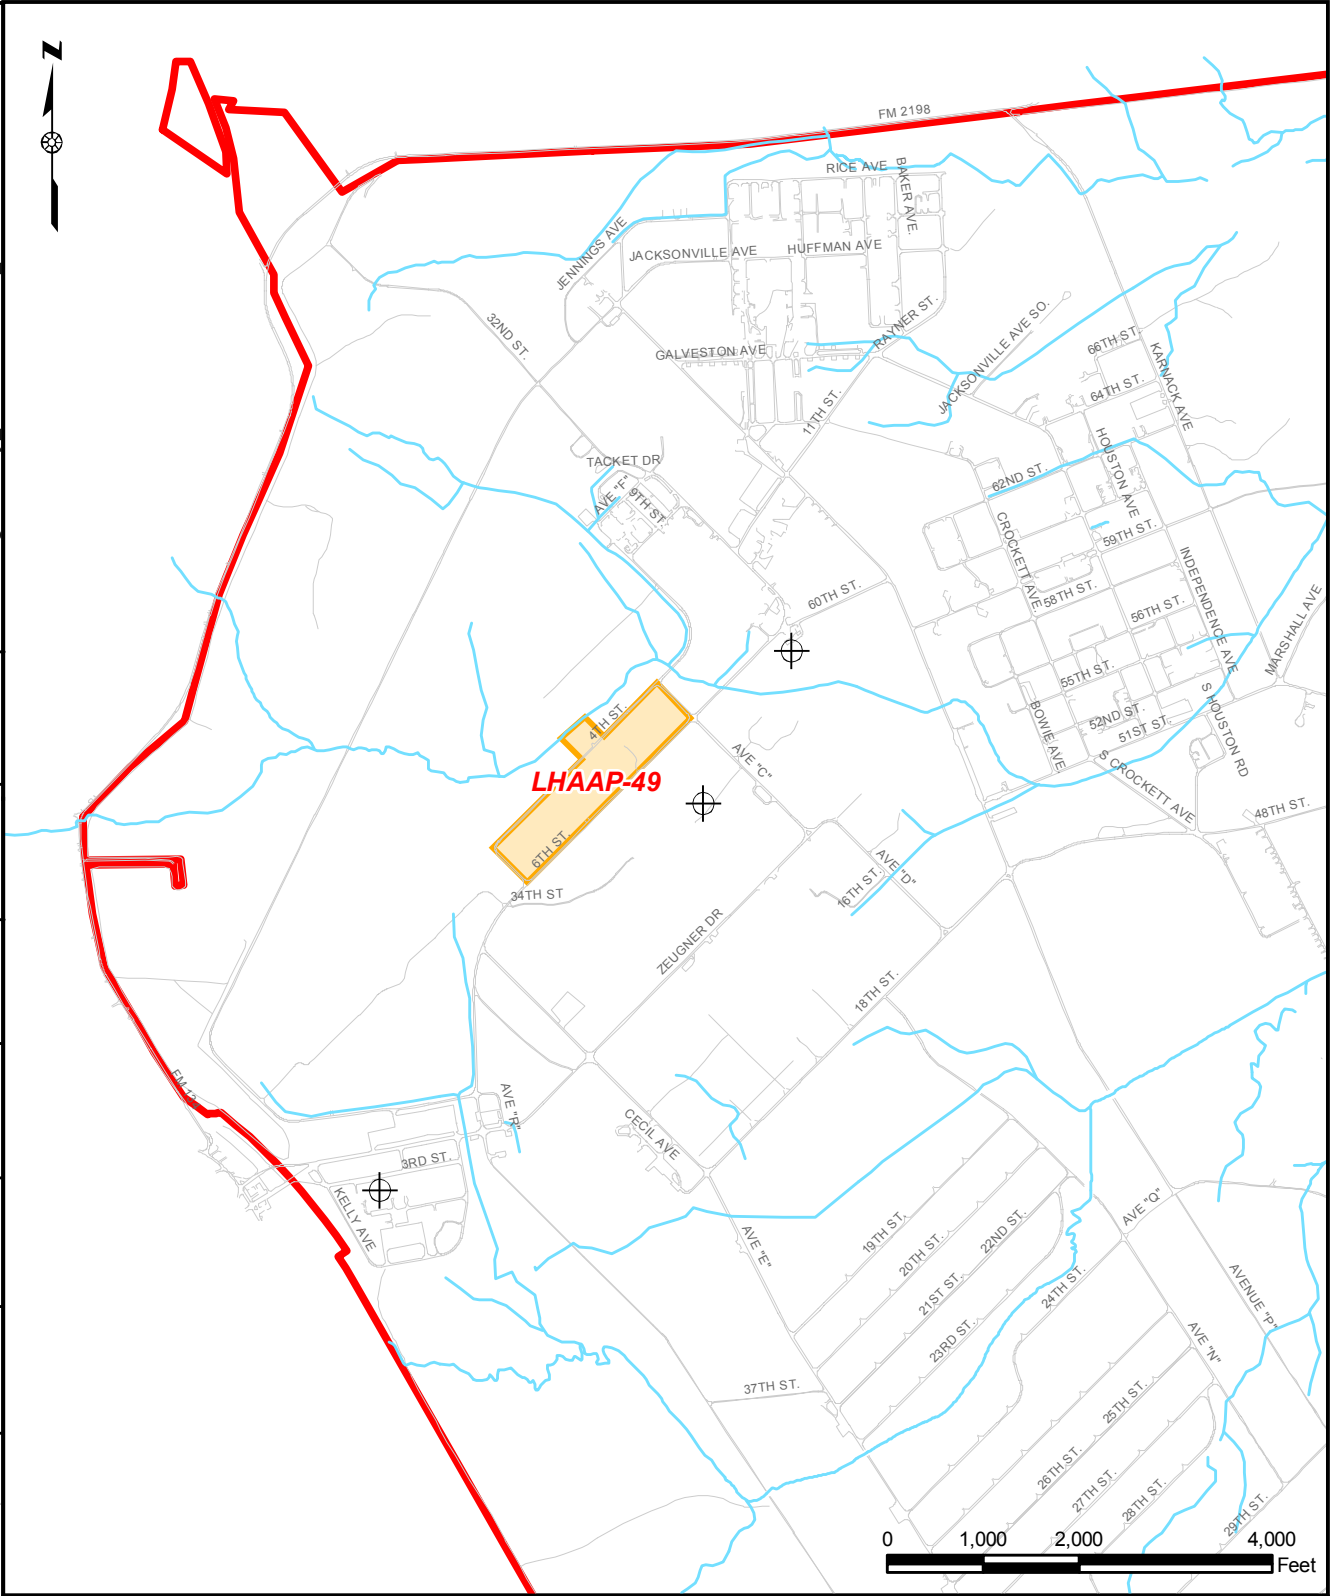 N
FM 2198
RICE AVE
BAKER AVE.
JENNINGS AVE
JACKSONVILLE AVE
HUFFMAN AVE
32ND ST.
RAYNER ST.
GALVESTON AVE
JACKSONVILLE AVE SO.
66TH ST.
KARNACK AVE
64TH ST.
11TH ST.
HOUSTON AVE
TACKET DR
62ND ST.
AVE "F"
9TH ST.
CROCKETT AVE
59TH ST.
INDEPENDENCE AVE
60TH ST.
58TH ST.
56TH ST.
MARSHALL AVE
55TH ST.
S HOUSTON RD
BOWIE AVE
52ND ST.
51ST ST.
4TH ST.
AVE "C"
S CROCKETT AVE
LHAAP-49
48TH ST.
6TH ST.
AVE "D"
16TH ST.
34TH ST
ZEUGNER DR
18TH ST.
AVE "R"
CECIL AVE
3RD ST.
KELLY AVE
AVE "Q"
19TH ST.
22ND ST.
AVE "E"
20TH ST.
21ST ST.
24TH ST.
AVENUE "P"
23RD ST.
AVE "N"
37TH ST.
25TH ST.
26TH ST.
27TH ST.
28TH ST.
29TH ST.
0 1,000 2,000 4,000
Feet